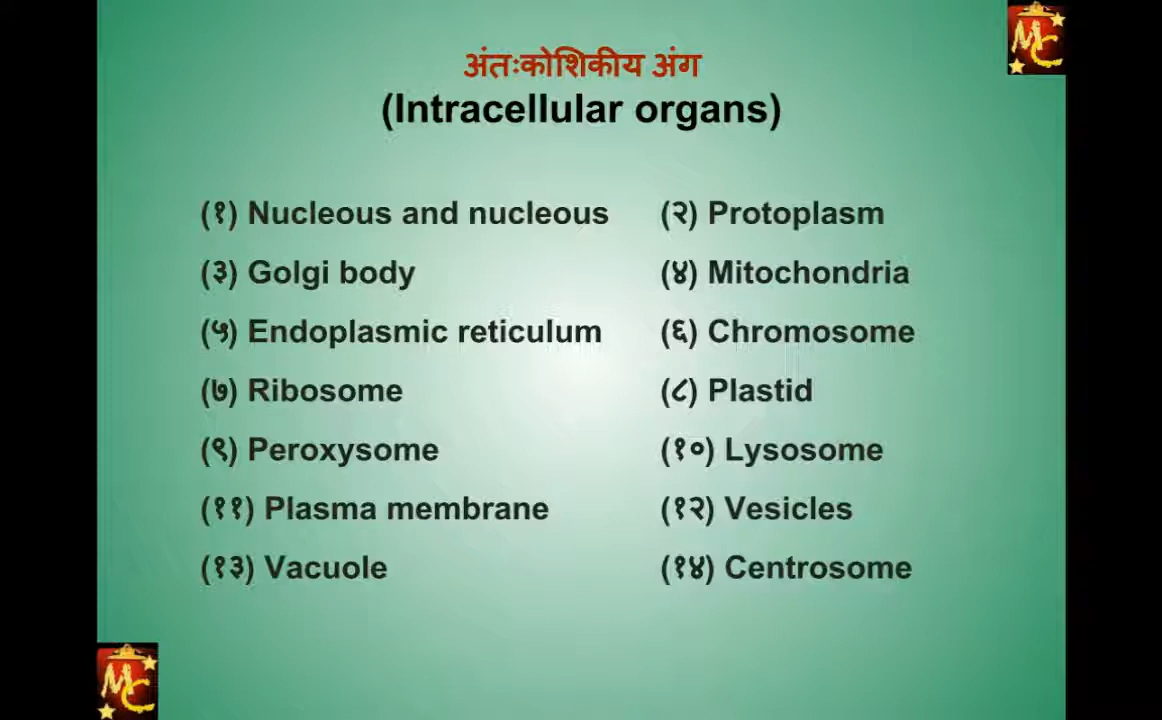 अंतःकोशिकीय अंग
(Intracellular organs)
(१) Nucleous and nucleous (२) Protoplasm
(३) Golgi body (४) Mitochondria
(५) Endoplasmic reticulum (६) Chromosome
(७) Ribosome (८) Plastid
(९) Peroxysome (१०) Lysosome
(११) Plasma membrane (१२) Vesicles
(१३) Vacuole (१४) Centrosome
MC
MC